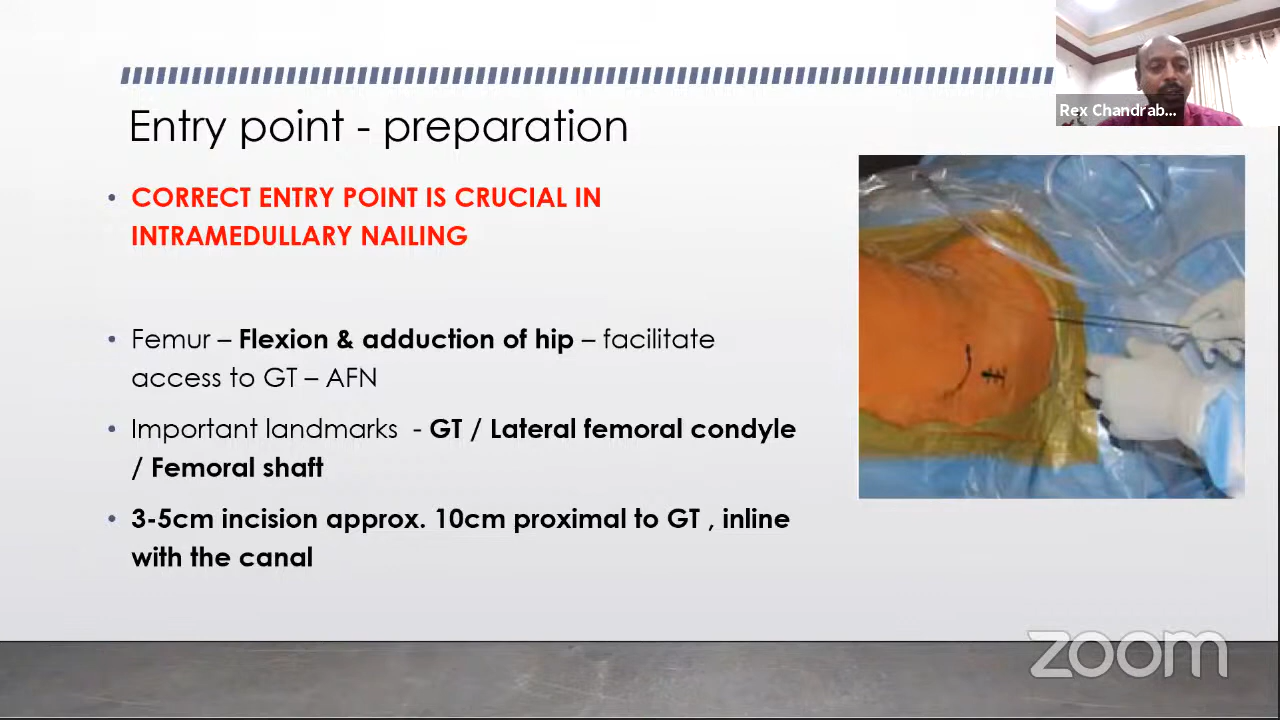 Rex Chandrab...
Entry point - preparation
• CORRECT ENTRY POINT IS CRUCIAL IN
INTRAMEDULLARY NAILING
• Femur – Flexion & adduction of hip – facilitate
access to GT – AFN
• Important landmarks - GT / Lateral femoral condyle
/ Femoral shaft
• 3-5cm incision approx. 10cm proximal to GT , inline
with the canal
zoom